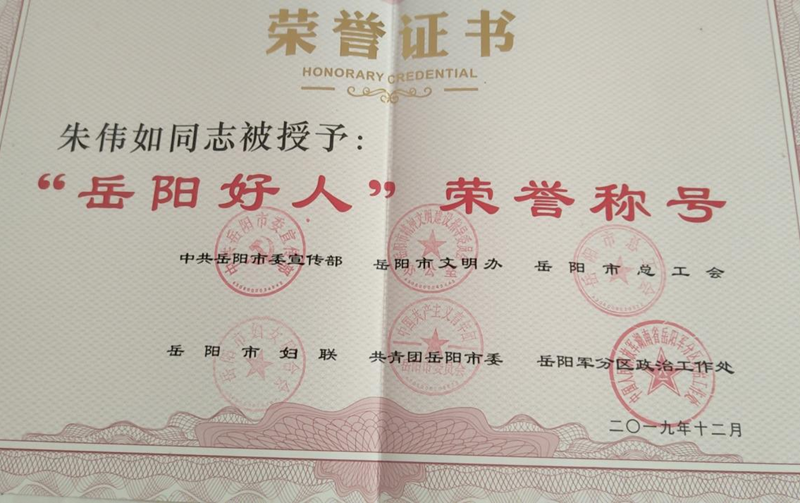 荣誉证书
HONORARY CREDENTIAL
朱伟如同志被授予：
“岳阳好人”荣誉称号
中共岳阳市委宣传部 岳阳市文明办 岳阳市总工会
岳阳市妇联 共青团岳阳市委 岳阳军分区政治工作处
二〇一九年十二月